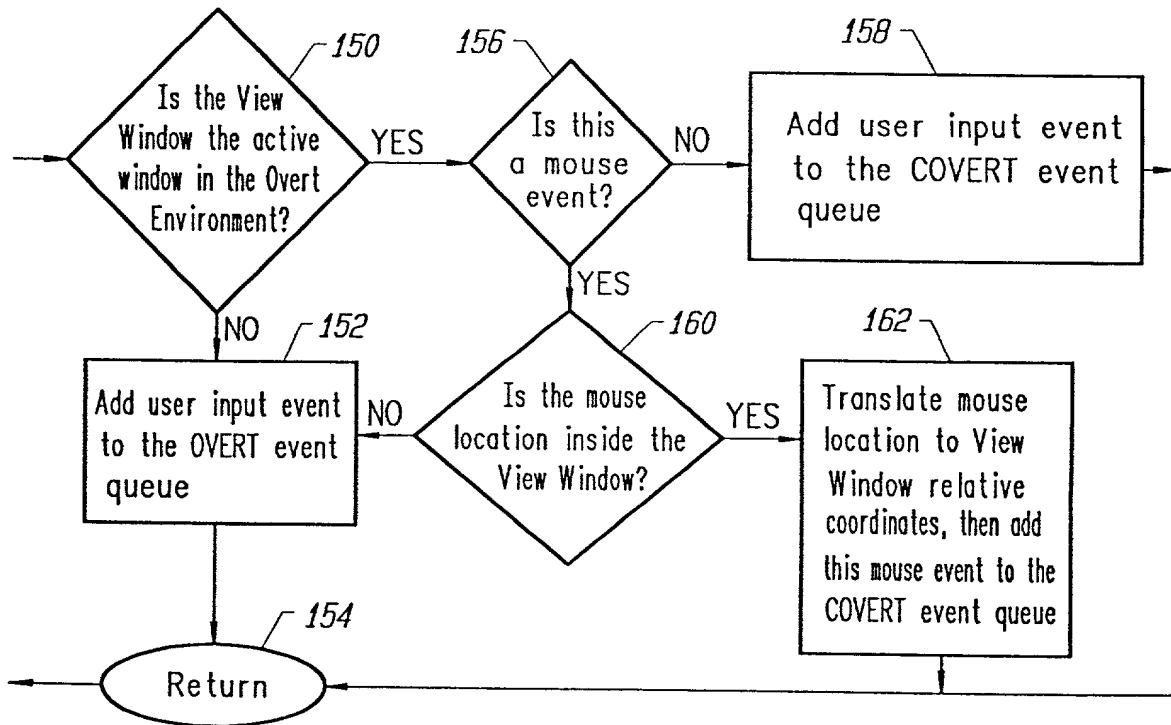 150
Is the View
Window the active
window in the Overt
Environment?
YES
NO
156
Is this
a mouse
event?
NO
YES
158
Add user input event
to the COVERT event
queue
152
Add user input event
to the OVERT event
queue
160
Is the mouse
location inside the
View Window?
NO
YES
162
Translate mouse
location to View
Window relative
coordinates, then add
this mouse event to the
COVERT event queue
154
Return